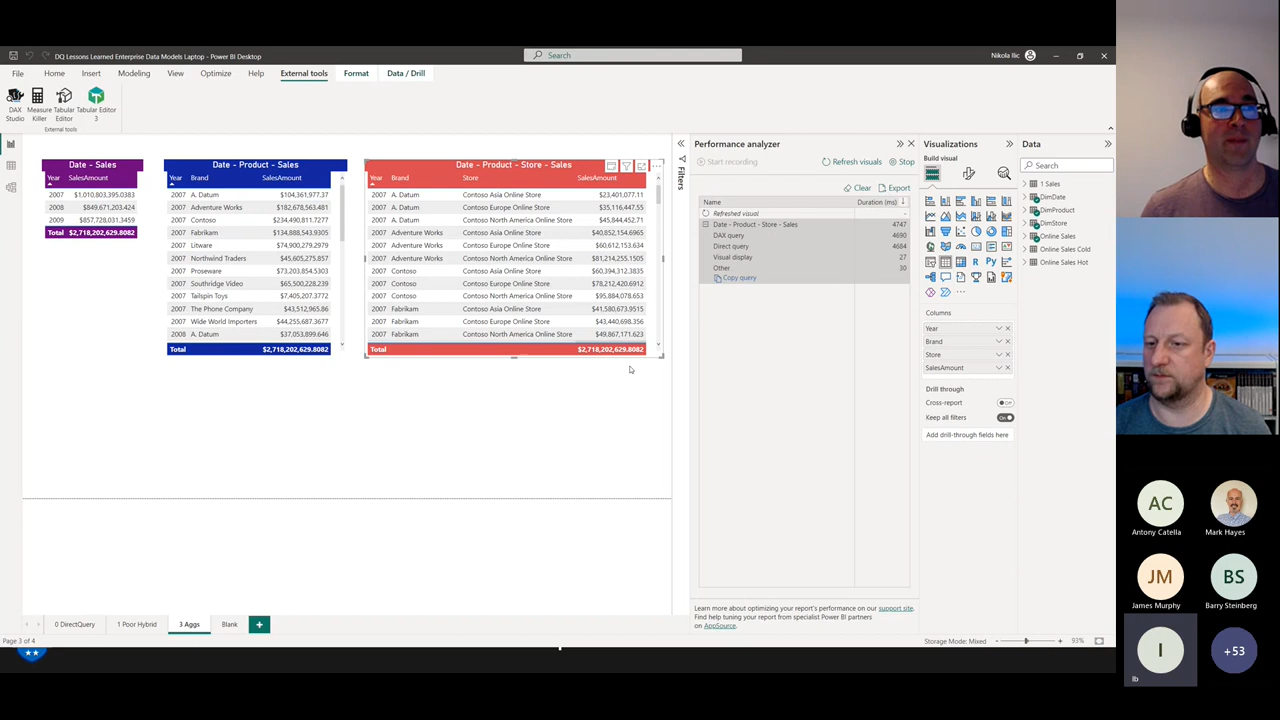 DQ Lessons Learned Enterprise Data Models Laptop - Power BI Desktop
Search
Nikola Ilic
File Home Insert Modeling View Optimize Help External tools Format Data / Drill
DAX Studio
Measure Killer
Tabular Editor
Tabular Editor 3
External tools
Date - Sales
Year SalesAmount
2007 $1,010,803,395.0383
2008 $849,671,203.424
2009 $857,728,031.3459
Total $2,718,202,629.8082
Date - Product - Sales
Year Brand SalesAmount
2007 A. Datum $104,361,977.37
2007 Adventure Works $182,678,563.481
2007 Contoso $234,490,811.7277
2007 Fabrikam $134,888,543.9305
2007 Litware $74,900,279.2979
2007 Northwind Traders $45,605,275.857
2007 Proseware $73,203,854.5303
2007 Southridge Video $65,500,228.239
2007 Tailspin Toys $7,405,207.3772
2007 The Phone Company $43,512,965.86
2007 Wide World Importers $44,255,687.3677
2008 A. Datum $37,053,899.646
Total $2,718,202,629.8082
Date - Product - Store - Sales
Year Brand Store SalesAmount
2007 A. Datum Contoso Asia Online Store $23,401,077.11
2007 A. Datum Contoso Europe Online Store $35,116,447.55
2007 A. Datum Contoso North America Online Store $45,844,452.71
2007 Adventure Works Contoso Asia Online Store $40,852,154.6965
2007 Adventure Works Contoso Europe Online Store $60,612,153.634
2007 Adventure Works Contoso North America Online Store $81,214,255.1505
2007 Contoso Contoso Asia Online Store $60,394,312.3835
2007 Contoso Contoso Europe Online Store $78,212,420.6912
2007 Contoso Contoso North America Online Store $95,884,078.653
2007 Fabrikam Contoso Asia Online Store $41,580,673.9515
2007 Fabrikam Contoso Europe Online Store $43,440,698.356
2007 Fabrikam Contoso North America Online Store $49,867,171.623
Total $2,718,202,629.8082
Filters
Performance analyzer
Start recording Refresh visuals Stop
Clear Export
Name Duration (ms)
Refreshed visual -
Date - Product - Store - Sales 4747
DAX query 4690
Direct query 4684
Visual display 27
Other 30
Copy query
Learn more about optimizing your report's performance on our support site.
Find help tuning your report from specialist Power BI partners
on AppSource.
Visualizations
Build visual
Columns
Year
Brand
Store
SalesAmount
Drill through
Cross-report Off
Keep all filters On
Add drill-through fields here
Data
Search
1 Sales
DimDate
DimProduct
DimStore
Online Sales
Online Sales Cold
Online Sales Hot
0 DirectQuery 1 Poor Hybrid 3 Aggs Blank
Page 3 of 4
Storage Mode: Mixed
93%
AC
Antony Catella
Mark Hayes
JM
James Murphy
BS
Barry Steinberg
I
Ib
+53